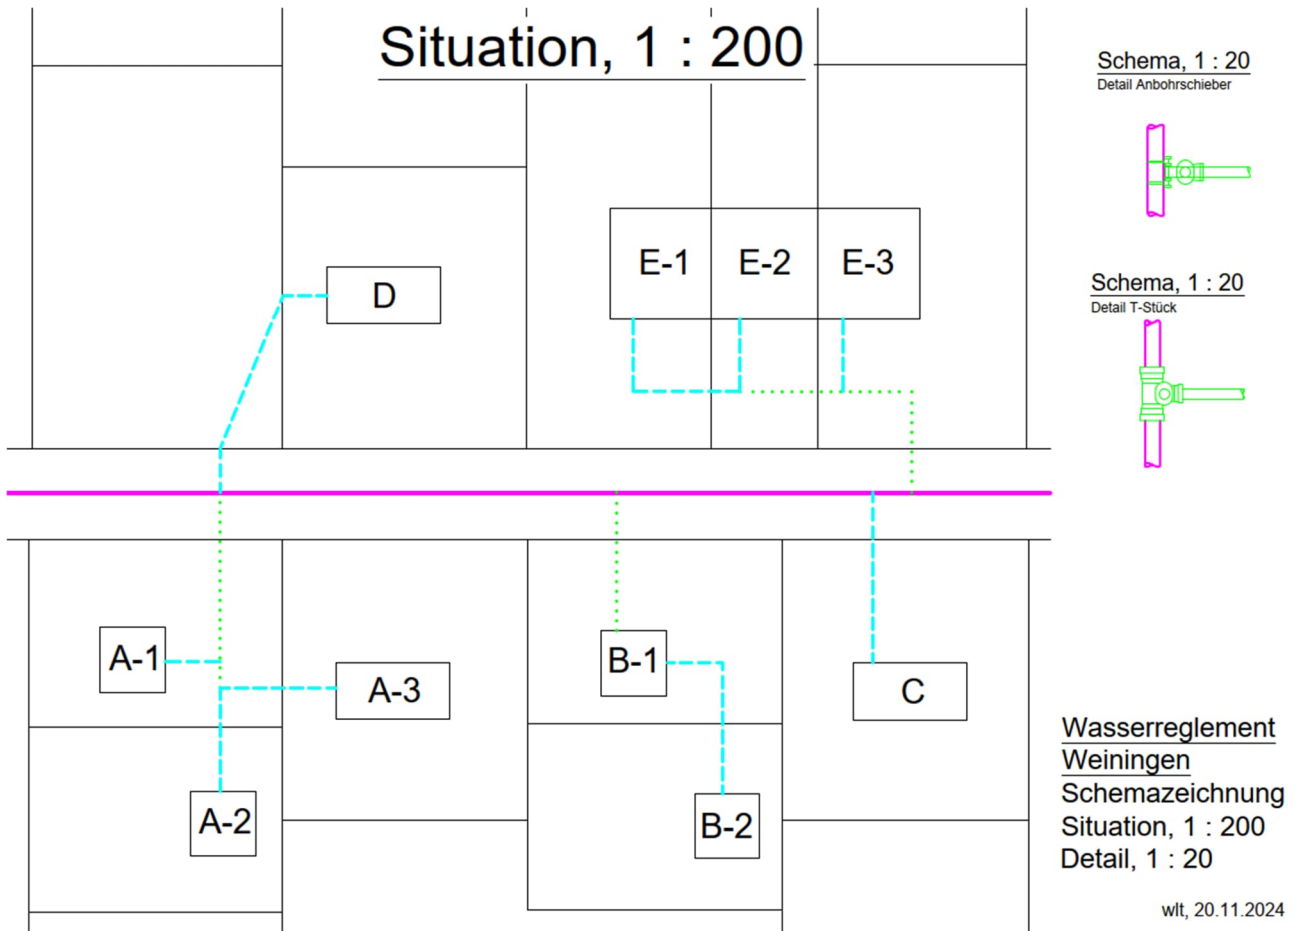 Situation, 1 : 200
Schema, 1 : 20
Detail Anbohrschieber
E-1
E-2
E-3
D
Schema, 1 : 20
Detail T-Stück
A-1
A-3
B-1
C
A-2
B-2
Wasserreglement
Weiningen
Schemazeichnung
Situation, 1 : 200
Detail, 1 : 20
wlt, 20.11.2024